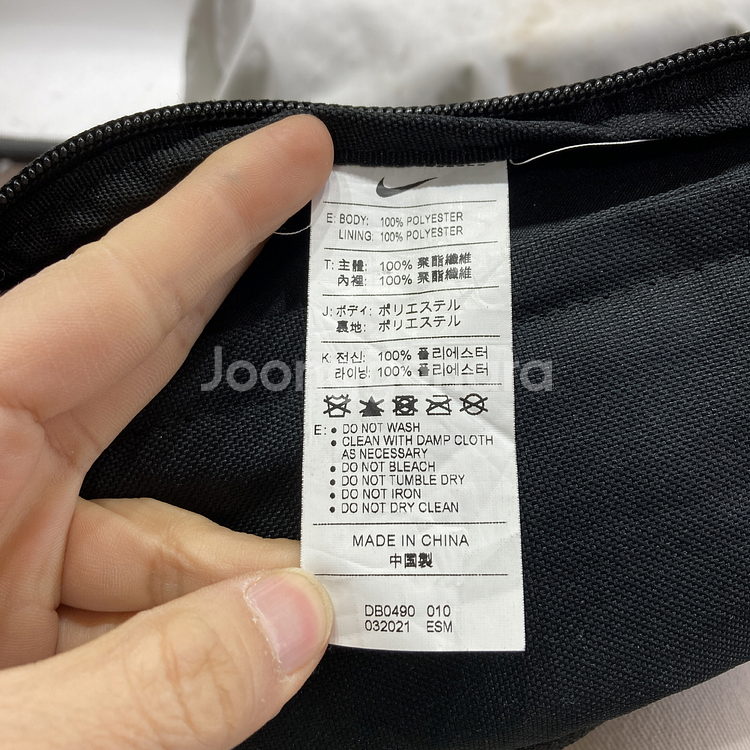 E: BODY: 100% POLYESTER
LINING: 100% POLYESTER
T: 主體: 100% 聚酯纖維
內裡: 100% 聚酯纖維
J: ボディ: ポリエステル
裏地: ポリエステル
K: 전신: 100% 폴리에스터
라이닝: 100% 폴리에스터
E: • DO NOT WASH
• CLEAN WITH DAMP CLOTH
AS NECESSARY
• DO NOT BLEACH
• DO NOT TUMBLE DRY
• DO NOT IRON
• DO NOT DRY CLEAN
MADE IN CHINA
中国製
DB0490 010
032021 ESM